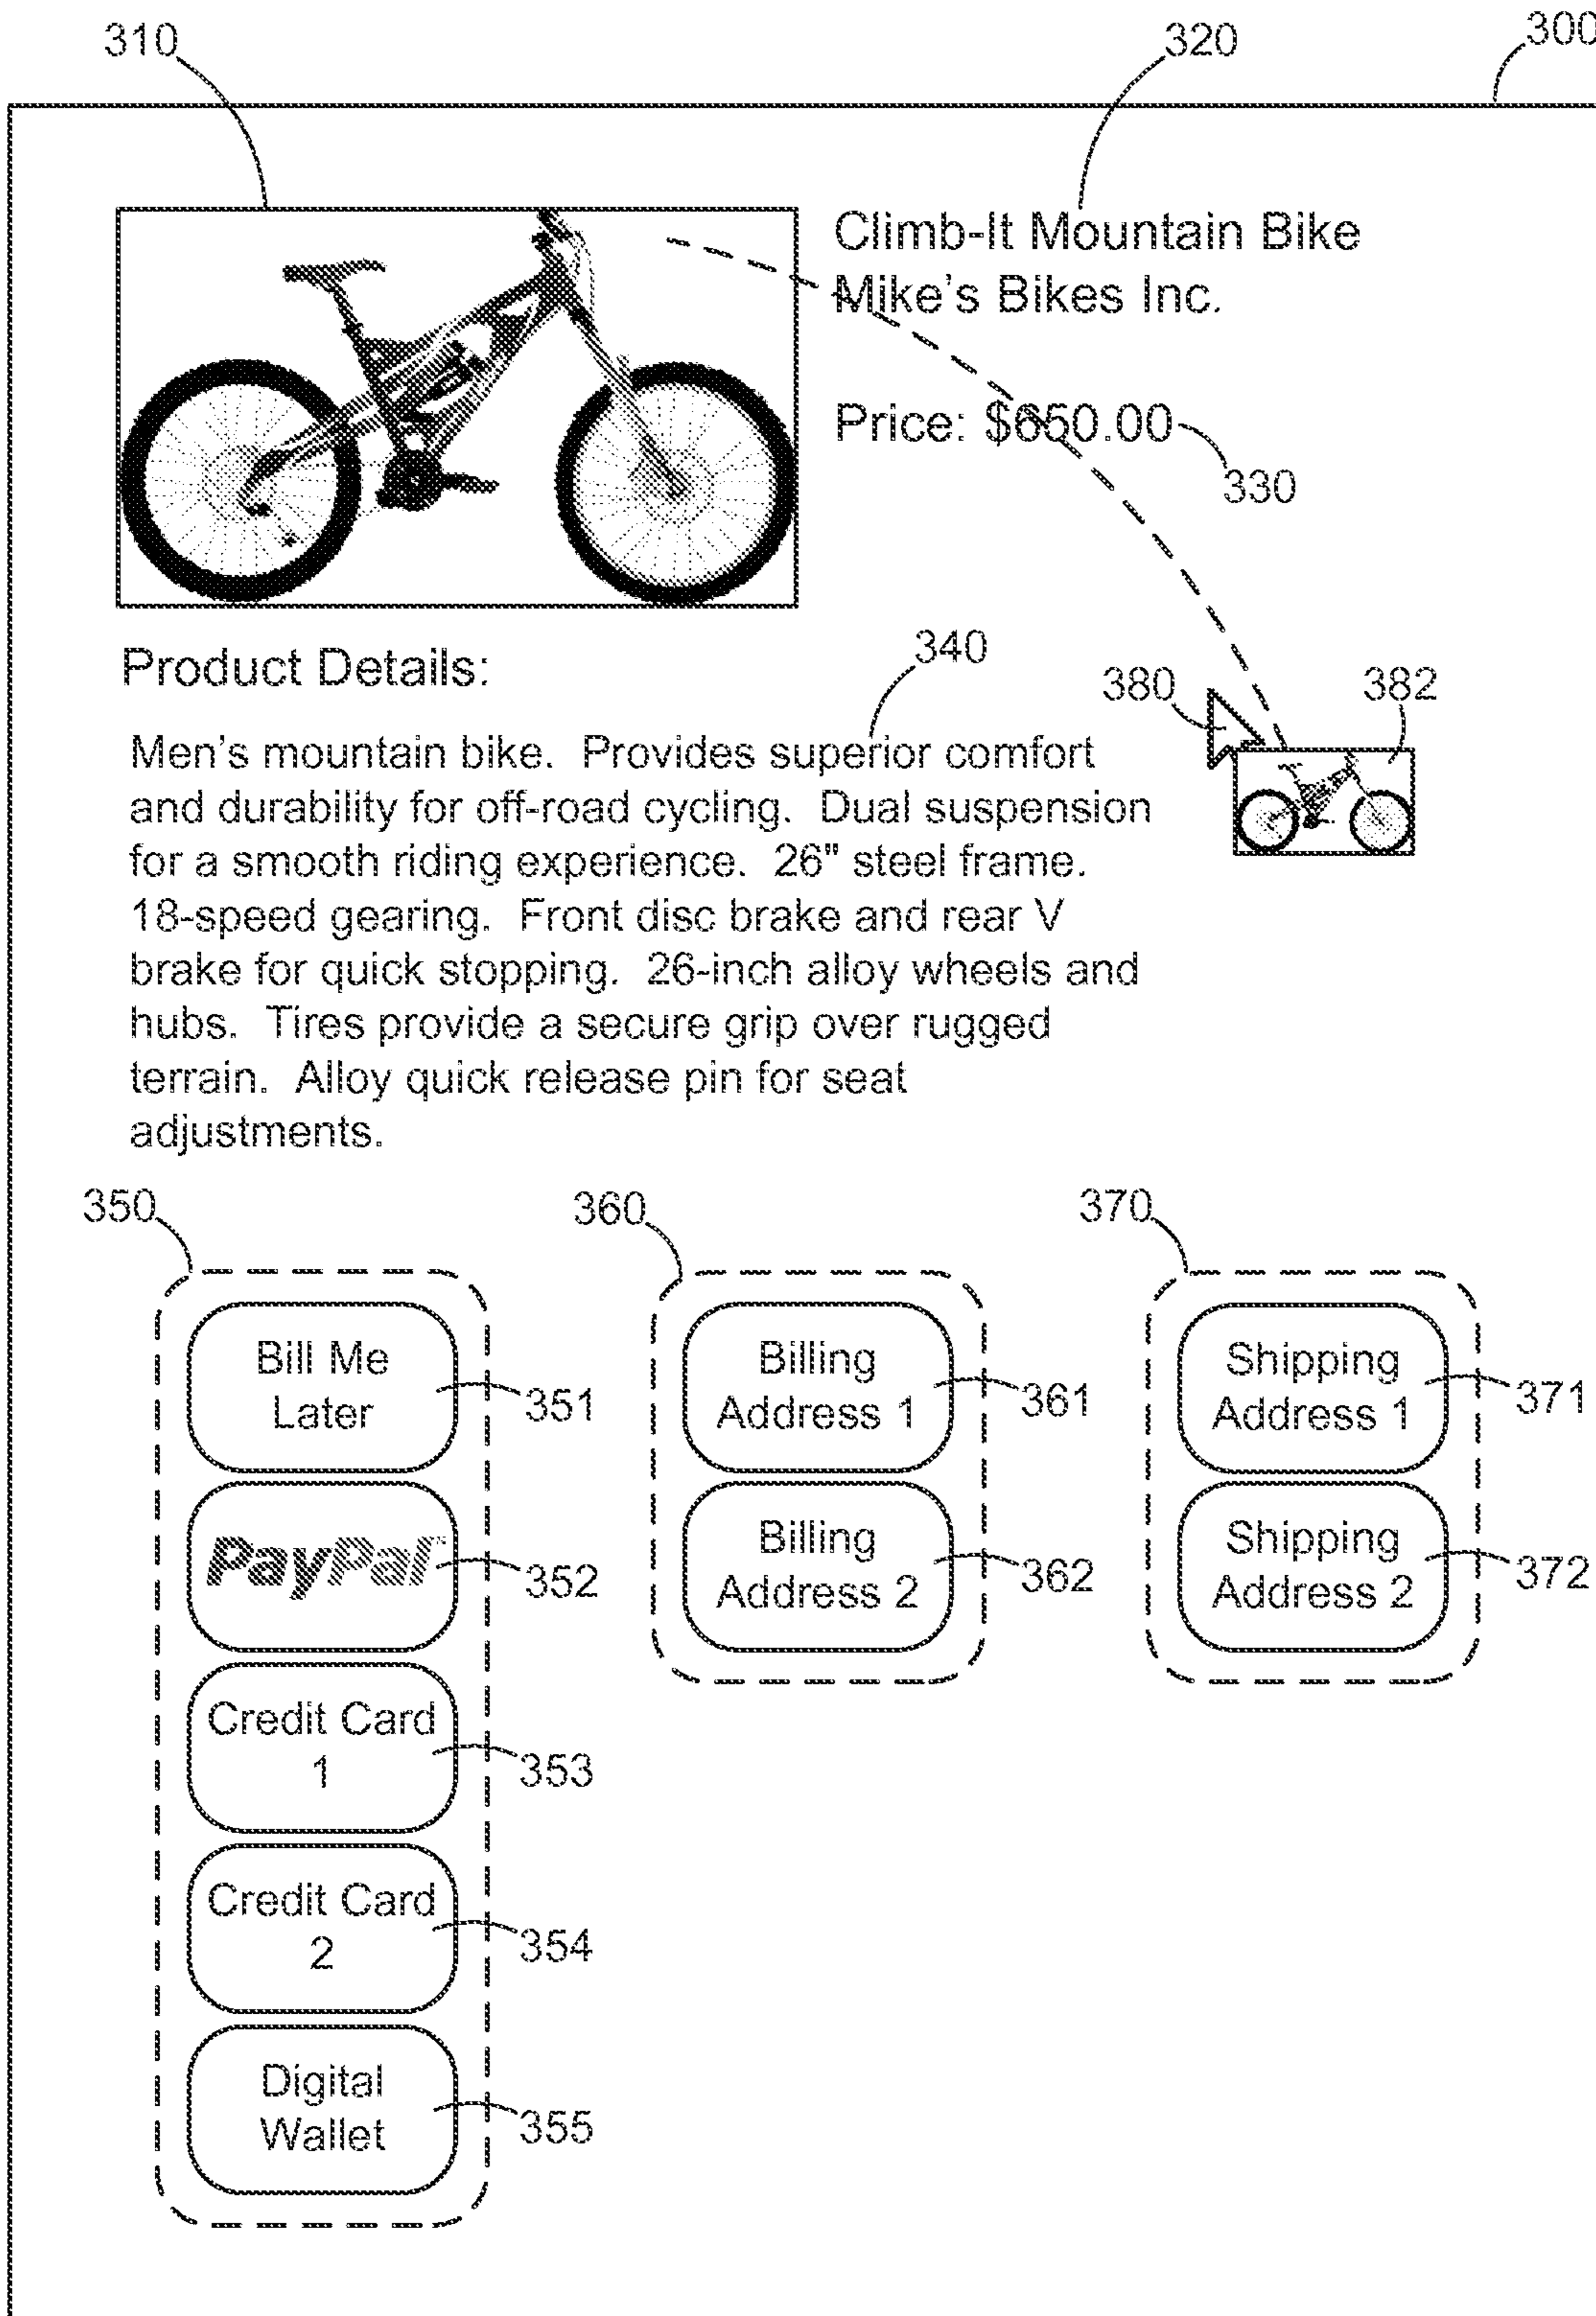 310
320
300
Climb-It Mountain Bike
Mike's Bikes Inc.
Price: $650.00
330
Product Details:
340
380
382
Men's mountain bike. Provides superior comfort
and durability for off-road cycling. Dual suspension
for a smooth riding experience. 26" steel frame.
18-speed gearing. Front disc brake and rear V
brake for quick stopping. 26-inch alloy wheels and
hubs. Tires provide a secure grip over rugged
terrain. Alloy quick release pin for seat
adjustments.
350
360
370
Bill Me
Later
351
Billing
Address 1
361
Shipping
Address 1
371
PayPal
352
Billing
Address 2
362
Shipping
Address 2
372
Credit Card
1
353
Credit Card
2
354
Digital
Wallet
355